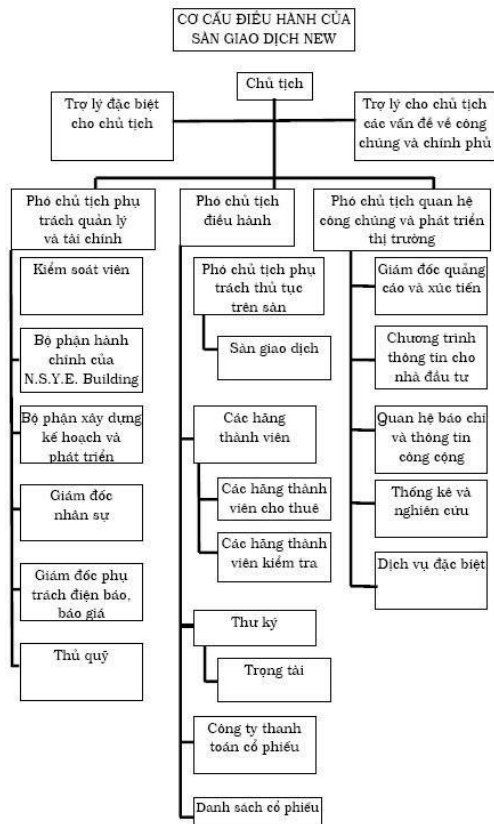 CƠ CẤU ĐIỀU HÀNH CỦA
SÀN GIAO DỊCH NEW
Chủ tịch
Trợ lý đặc biệt
cho chủ tịch
Trợ lý cho chủ tịch
các vấn đề về công
chúng và chính phủ
Phó chủ tịch phụ
trách quản lý
và tài chính
Kiểm soát viên
Bộ phận hành
chính của
N.S.Y.E. Building
Bộ phận xây dựng
kế hoạch và
phát triển
Giám đốc
nhân sự
Giám đốc phụ
trách điện báo,
báo giá
Thủ quỹ
Phó chủ tịch
điều hành
Phó chủ tịch phụ
trách thủ tục
trên sàn
Sàn giao dịch
Các hãng
thành viên
Các hãng thành
viên cho thuê
Các hãng thành
viên kiểm tra
Thư ký
Trọng tài
Công ty thanh
toán cổ phiếu
Danh sách cổ phiếu
Phó chủ tịch quan hệ
công chúng và phát triển
thị trường
Giám đốc quảng
cáo và xúc tiến
Chương trình
thông tin cho
nhà đầu tư
Quan hệ báo chí
và thông tin
công cộng
Thống kê và
nghiên cứu
Dịch vụ đặc biệt